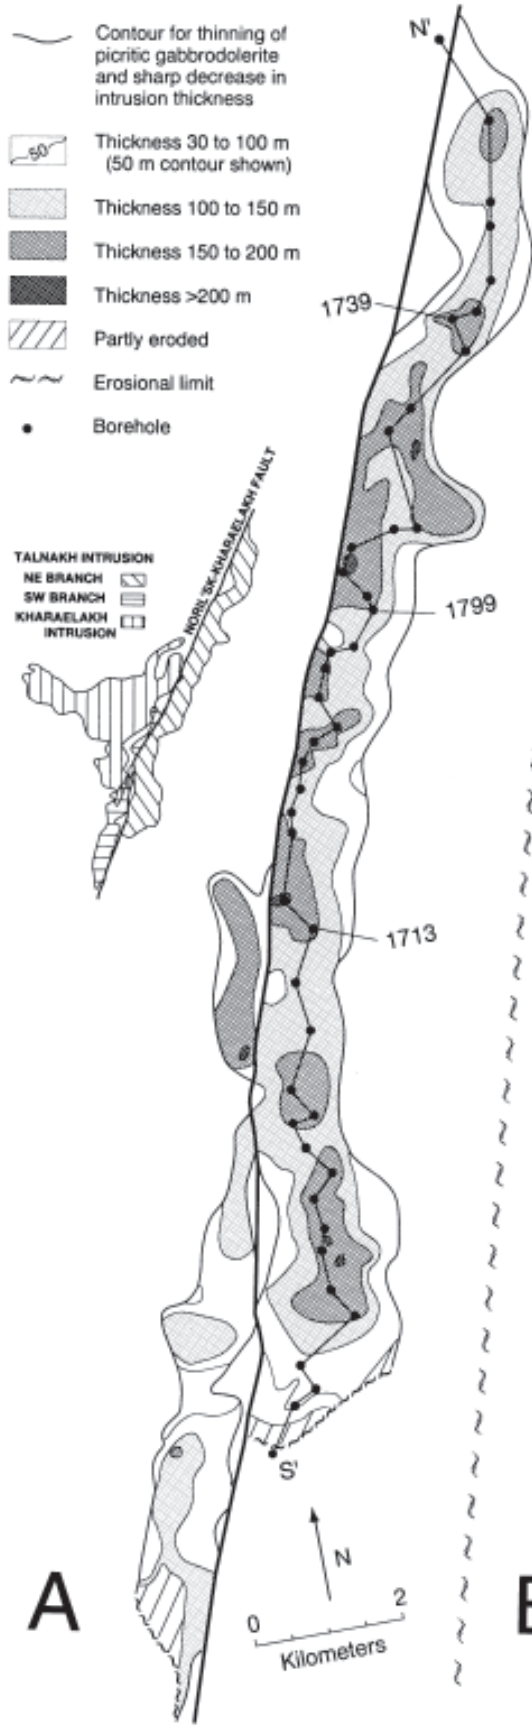 Contour for thinning of
picritic gabbrodolerite
and sharp decrease in
intrusion thickness
50
Thickness 30 to 100 m
(50 m contour shown)
Thickness 100 to 150 m
Thickness 150 to 200 m
Thickness >200 m
Partly eroded
Erosional limit
Borehole
N'
1739
NORIL'SK-KHARAELAKH FAULT
TALNAKH INTRUSION
NE BRANCH
SW BRANCH
KHARAELAKH
INTRUSION
1799
1713
S'
N
A
0 2
Kilometers